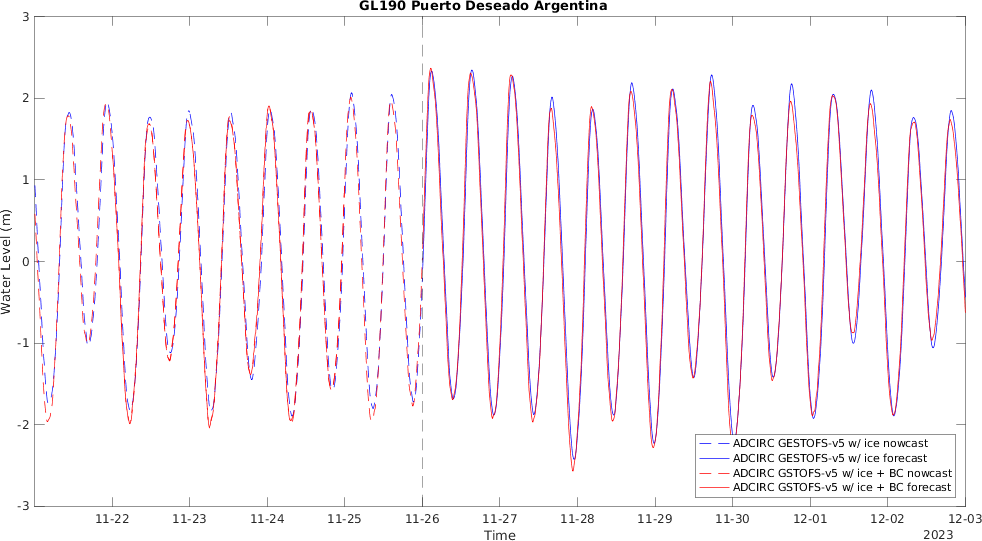 GL190 Puerto Deseado Argentina
3
2
1
0
-1
-2
-3
Water Level (m)
ADCIRC GESTOFS-v5 w/ ice nowcast
ADCIRC GESTOFS-v5 w/ ice forecast
ADCIRC GSTOFS-v5 w/ ice + BC nowcast
ADCIRC GSTOFS-v5 w/ ice + BC forecast
11-22 11-23 11-24 11-25 11-26 11-27 11-28 11-29 11-30 12-01 12-02 12-03
Time
2023